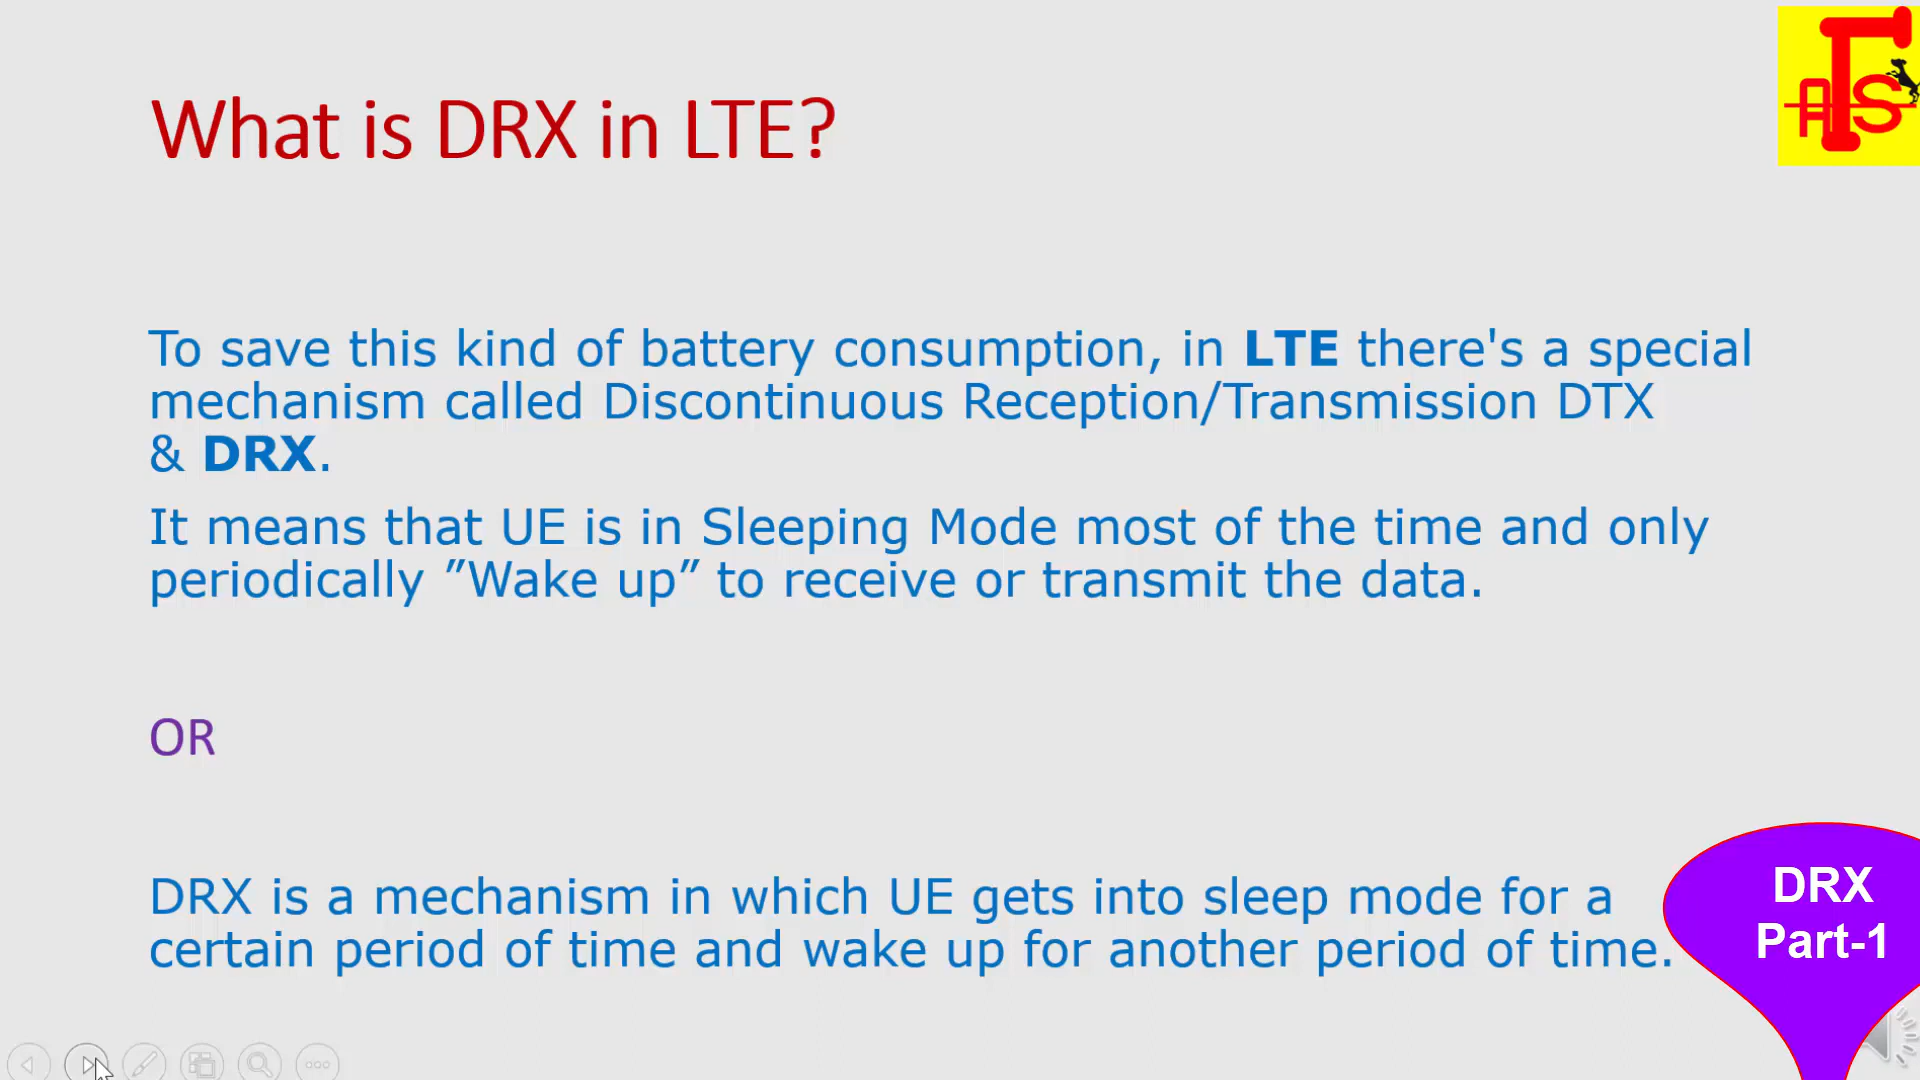 What is DRX in LTE?
ATS
To save this kind of battery consumption, in LTE there's a special
mechanism called Discontinuous Reception/Transmission DTX
& DRX.
It means that UE is in Sleeping Mode most of the time and only
periodically ”Wake up” to receive or transmit the data.
OR
DRX is a mechanism in which UE gets into sleep mode for a
certain period of time and wake up for another period of time.
DRX
Part-1